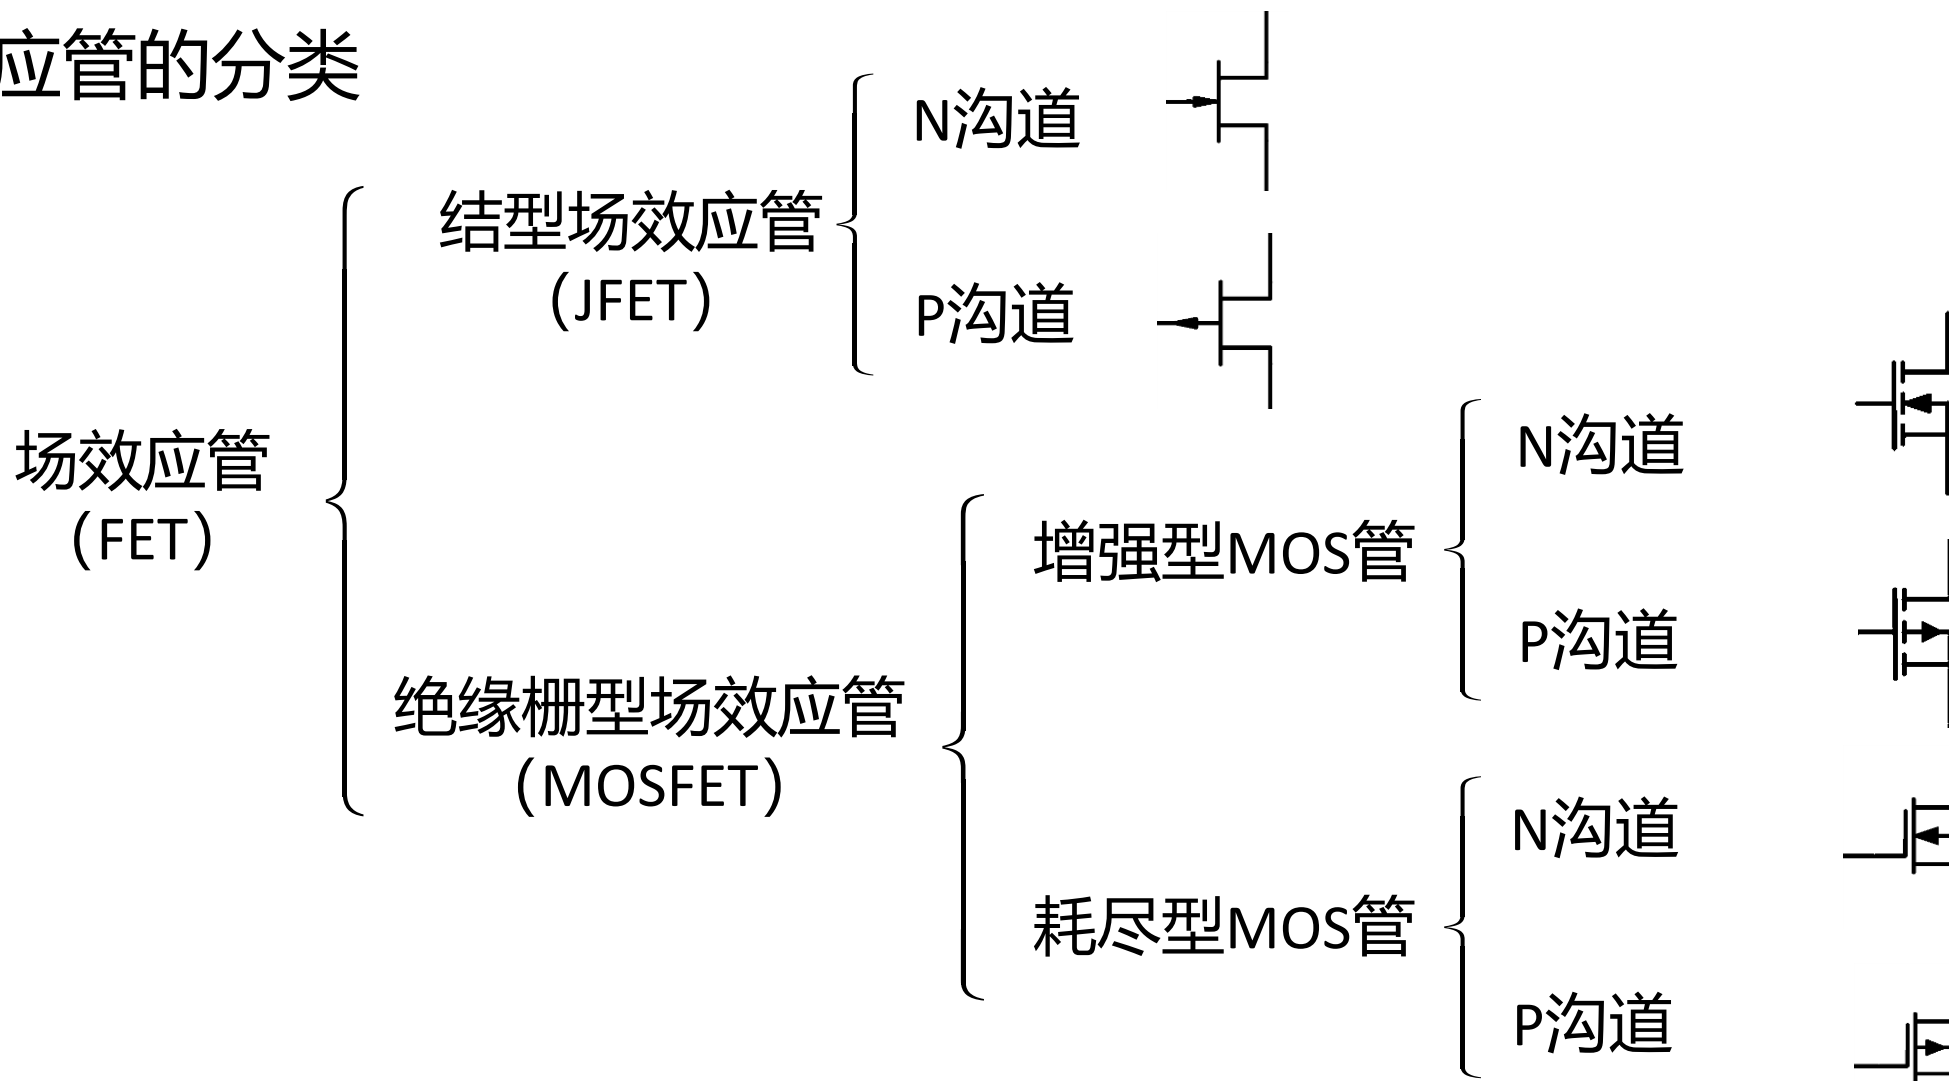 应管的分类
N沟道
结型场效应管
(JFET)
P沟道
场效应管
(FET)
N沟道
增强型MOS管
P沟道
绝缘栅型场效应管
(MOSFET)
N沟道
耗尽型MOS管
P沟道